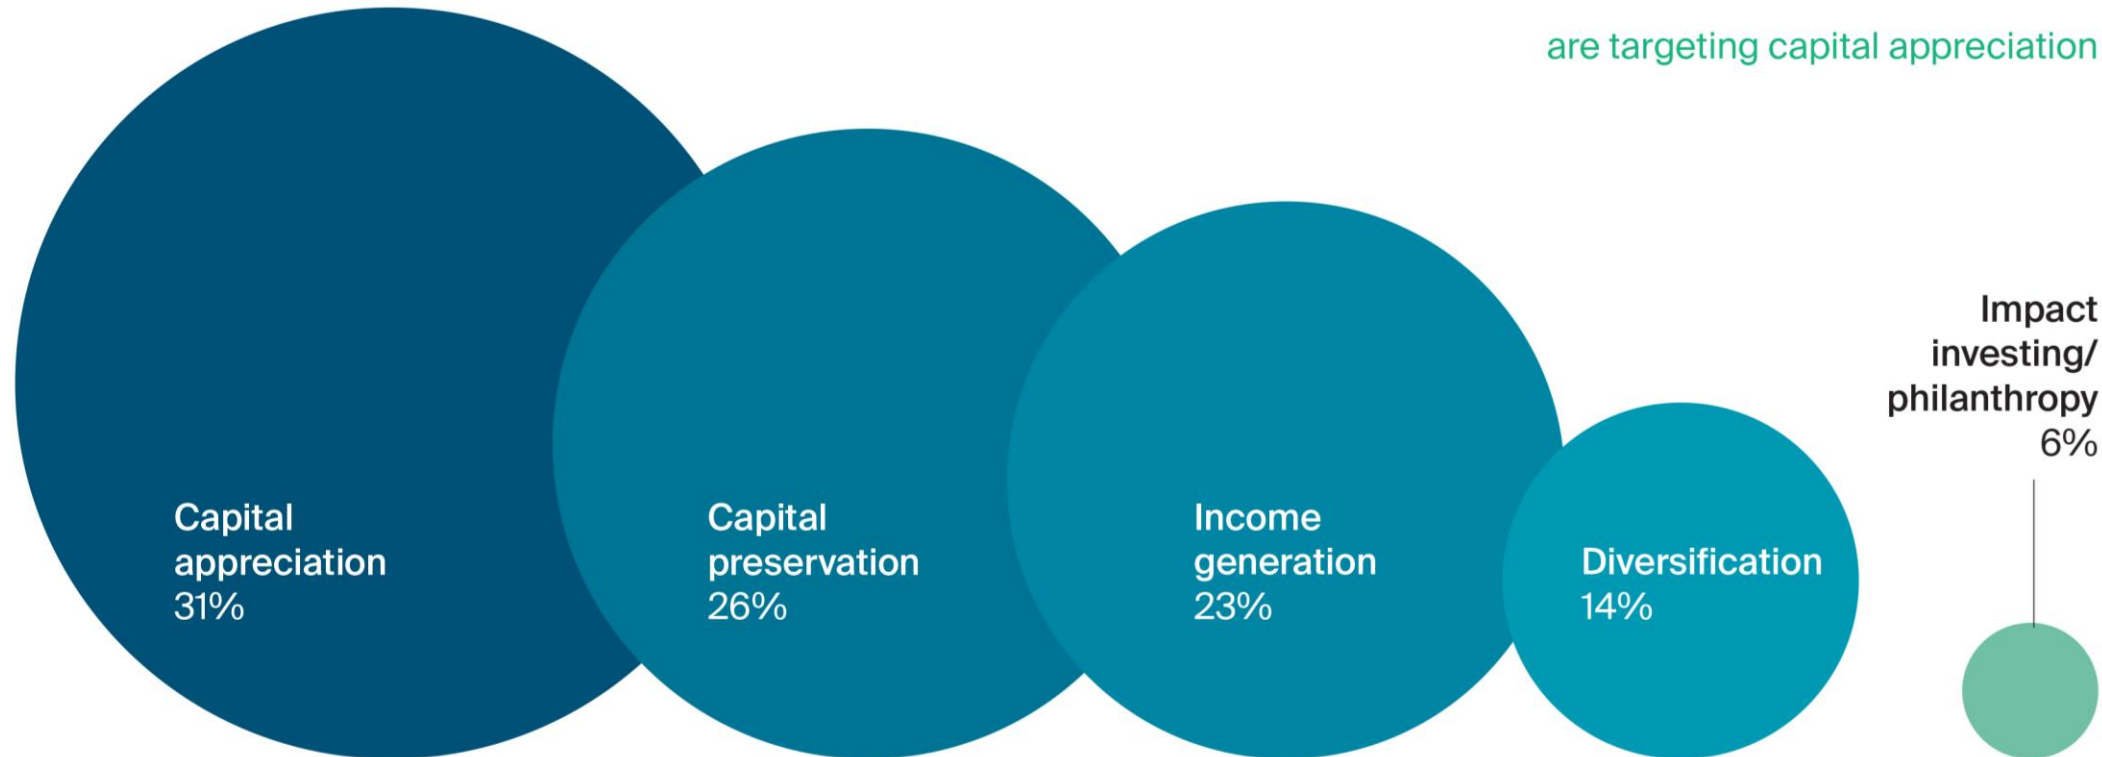 are targeting capital appreciation
Capital
appreciation
31%
Capital
preservation
26%
Income
generation
23%
Diversification
14%
Impact
investing/
philanthropy
6%